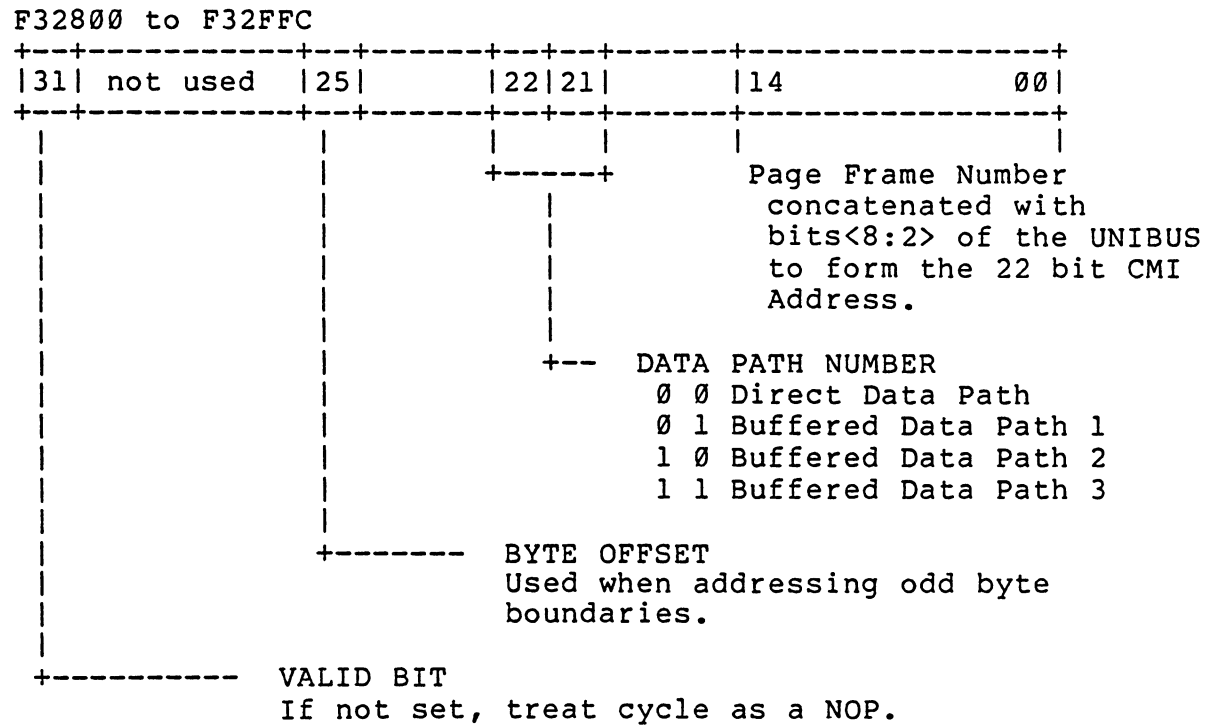 F32800 to F32FFC
|31| not used |25| |22|21| |14 00|
Page Frame Number
concatenated with
bits<8:2> of the UNIBUS
to form the 22 bit CMI
Address.
DATA PATH NUMBER
0 0 Direct Data Path
0 1 Buffered Data Path 1
1 0 Buffered Data Path 2
1 1 Buffered Data Path 3
BYTE OFFSET
Used when addressing odd byte
boundaries.
VALID BIT
If not set, treat cycle as a NOP.